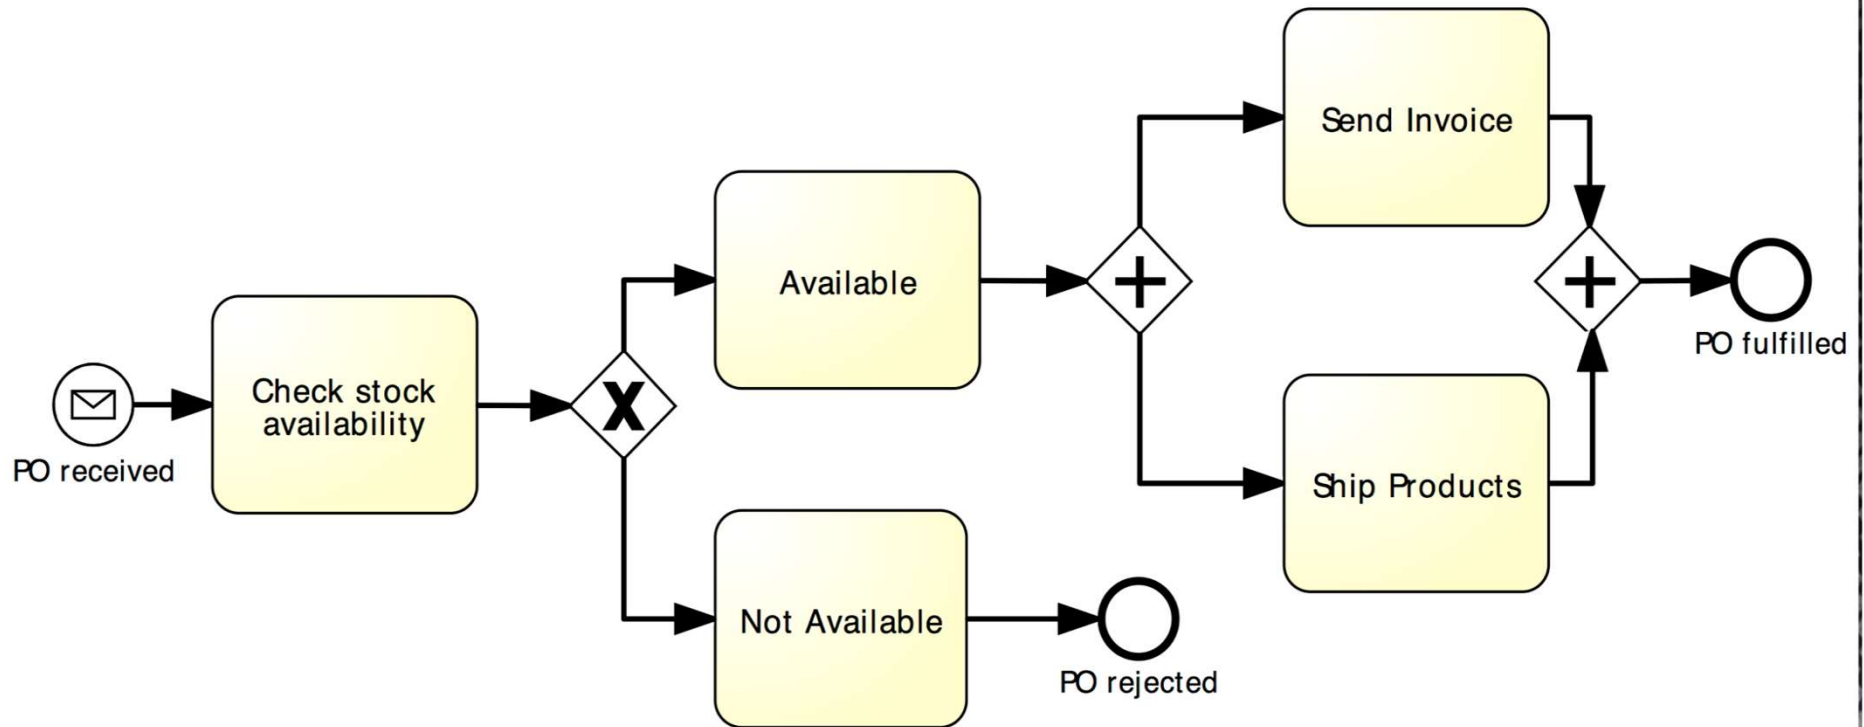 Send Invoice
Available
Check stock
availability
X
PO received
PO fulfilled
Ship Products
Not Available
PO rejected